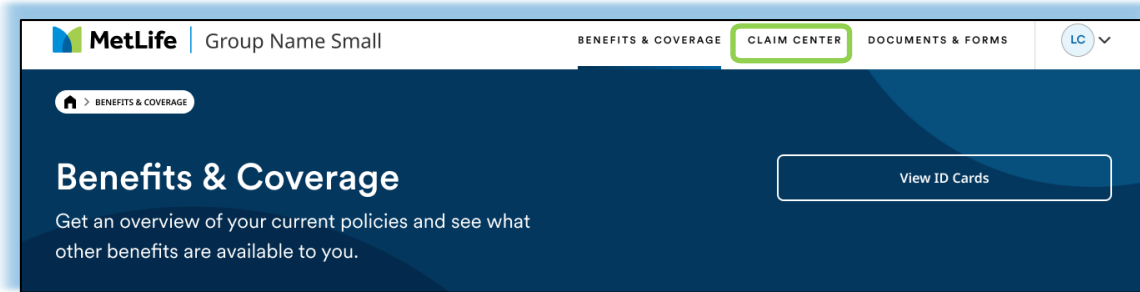 MetLife Group Name Small
BENEFITS & COVERAGE CLAIM CENTER DOCUMENTS & FORMS LC
> BENEFITS & COVERAGE
Benefits & Coverage
View ID Cards
Get an overview of your current policies and see what
other benefits are available to you.